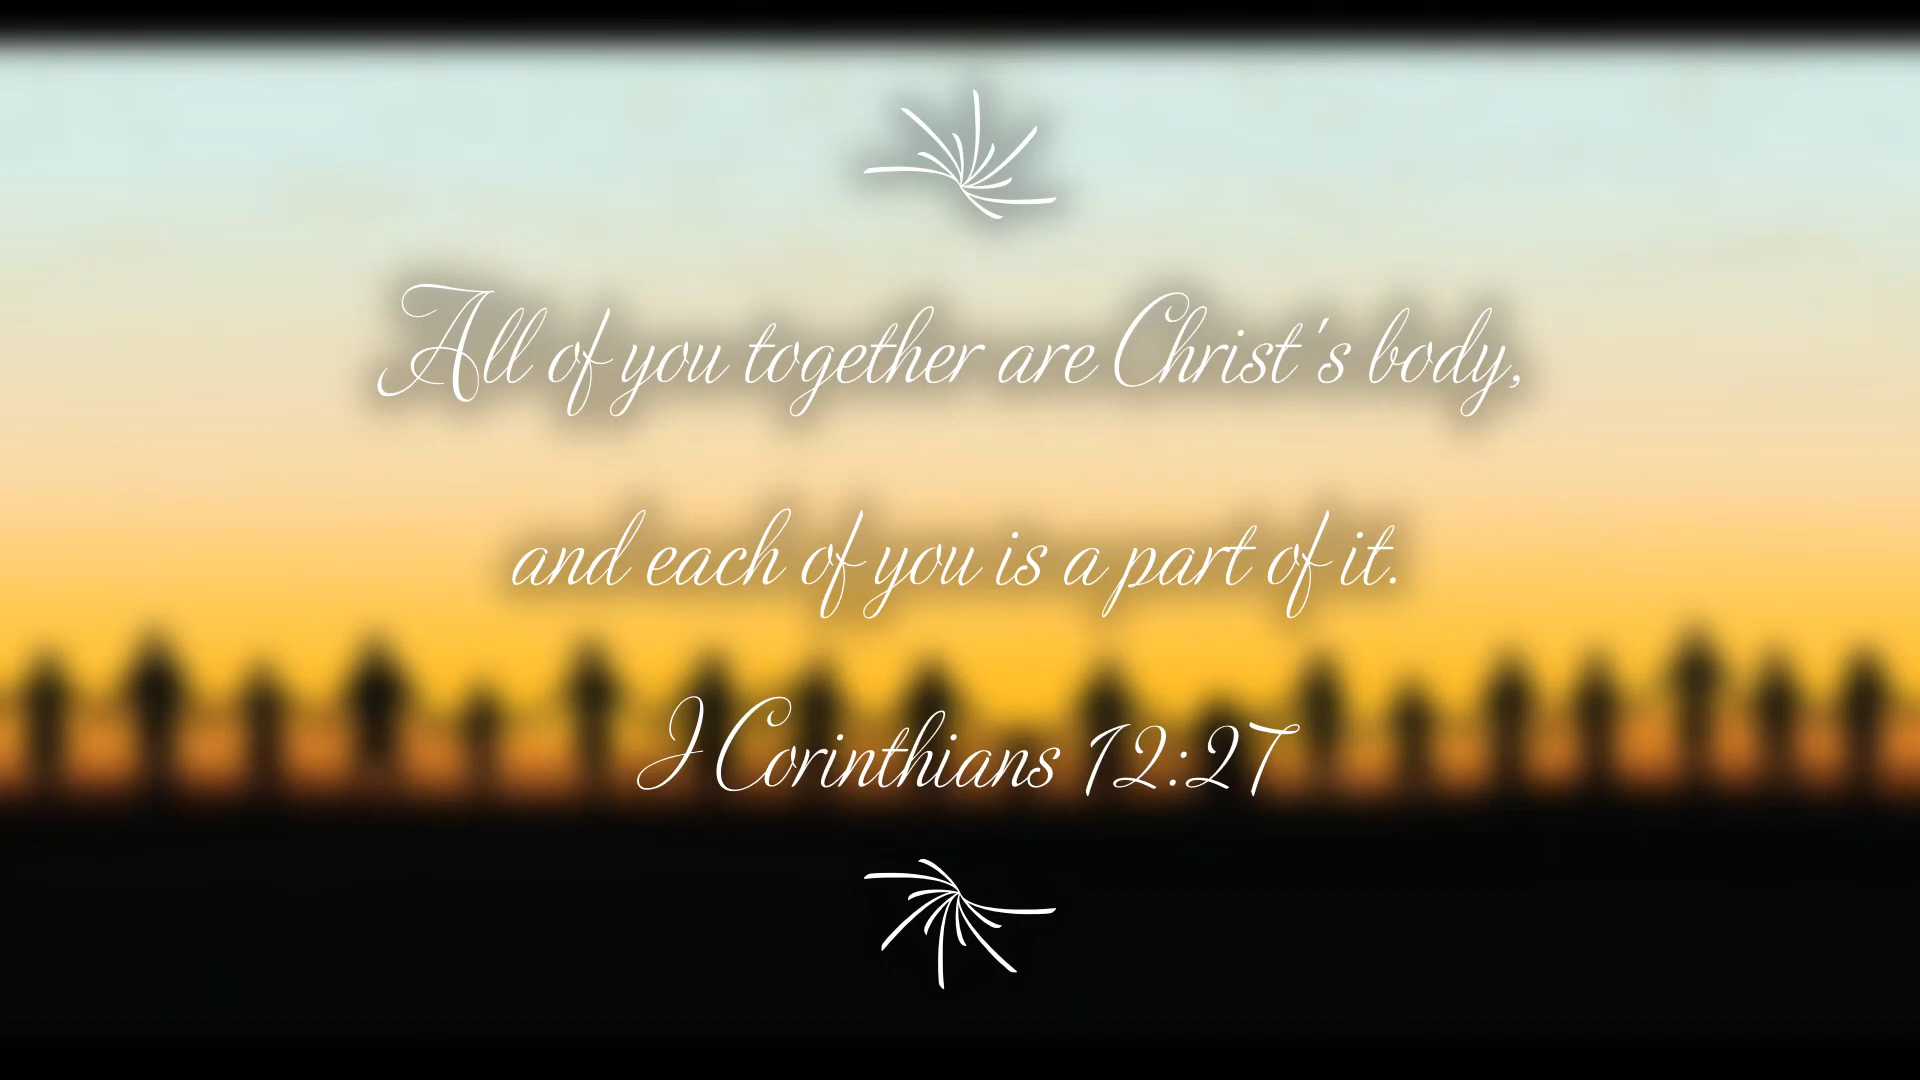 All of you together are Christ's body,
and each of you is a part of it.
I Corinthians 12:27